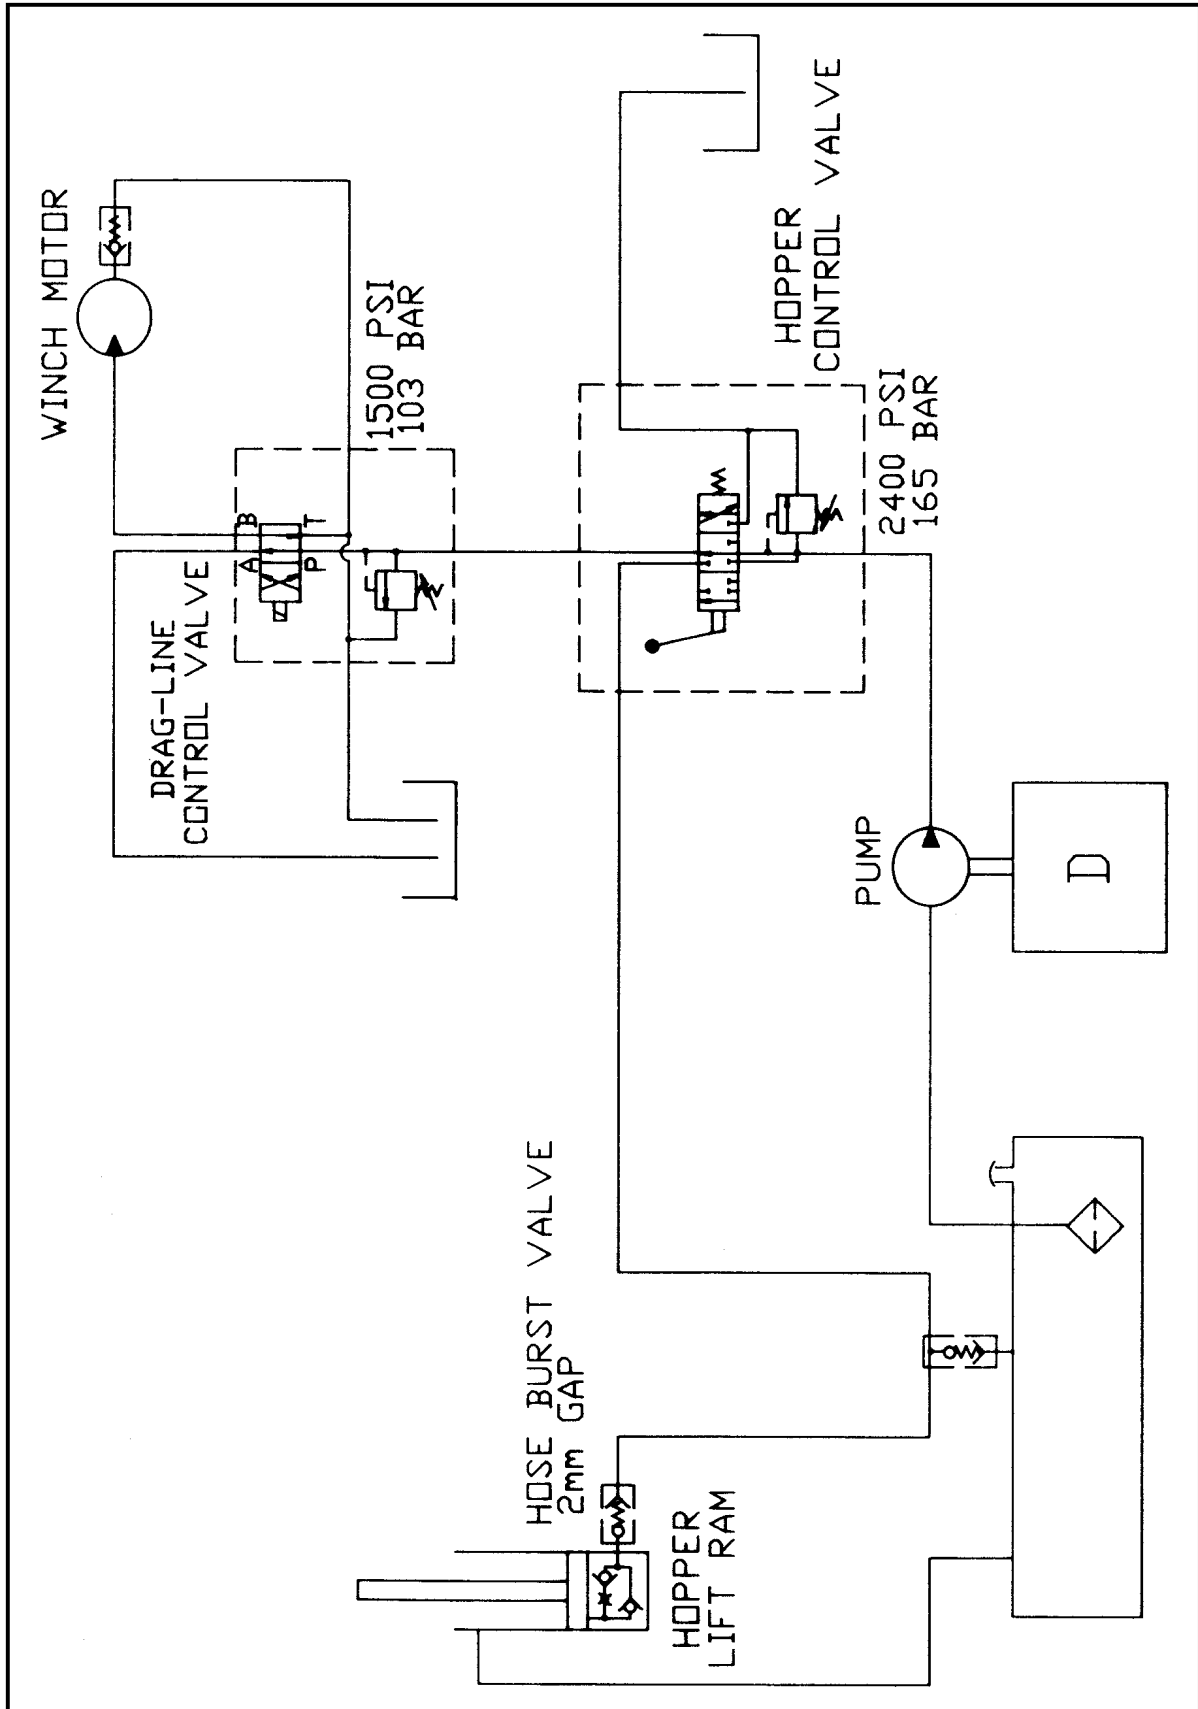 WINCH MOTOR
DRAG-LINE
CONTROL VALVE
A
B
P
T
1500 PSI
103 BAR
HOPPER
CONTROL VALVE
2400 PSI
165 BAR
HOSE BURST VALVE
2mm GAP
HOPPER
LIFT RAM
PUMP
D